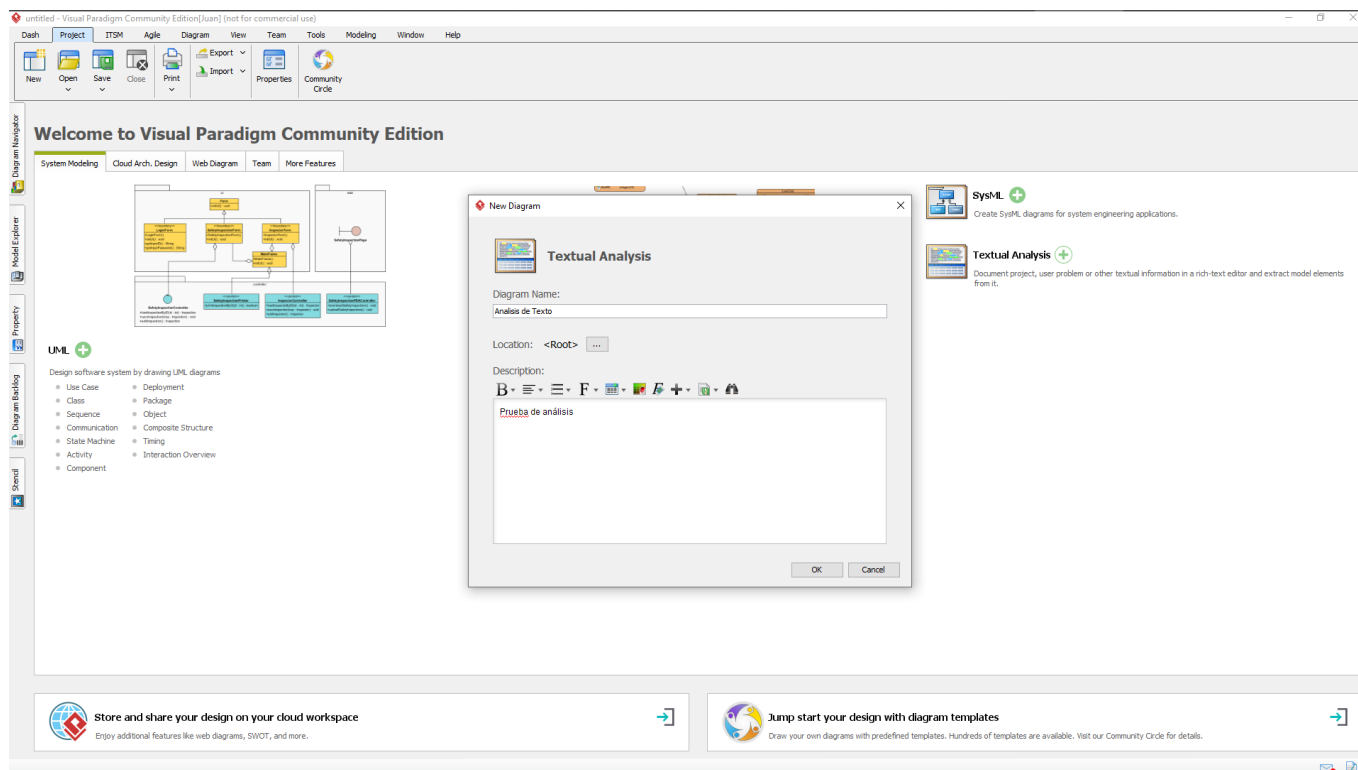 untitled - Visual Paradigm Community Edition[Juan] (not for commercial use)
Dash Project ITSM Agile Diagram View Team Tools Modeling Window Help
New Open Save Close Print Export Import Properties Community Circle
Diagram Navigator
Model Explorer
Property
Diagram Backlog
Stencil
Welcome to Visual Paradigm Community Edition
System Modeling Cloud Arch. Design Web Diagram Team More Features
UML
Design software system by drawing UML diagrams
Use Case
Class
Sequence
Communication
State Machine
Activity
Component
Deployment
Package
Object
Composite Structure
Timing
Interaction Overview
New Diagram
Textual Analysis
Diagram Name:
Analisis de Texto
Location: <Root> ...
Description:
B F F
Prueba de análisis
OK Cancel
SysML
Create SysML diagrams for system engineering applications.
Textual Analysis
Document project, user problem or other textual information in a rich-text editor and extract model elements
from it.
Store and share your design on your cloud workspace
Enjoy additional features like web diagrams, SWOT, and more.
Jump start your design with diagram templates
Draw your own diagrams with predefined templates. Hundreds of templates are available. Visit our Community Circle for details.